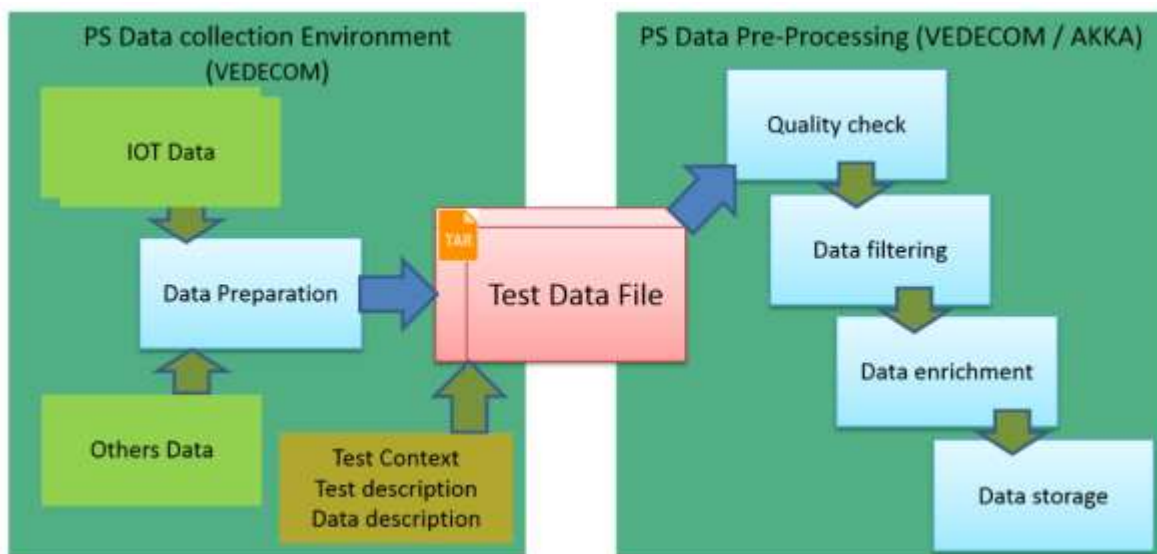 PS Data collection Environment
(VEDECOM)
IOT Data
Data Preparation
Others Data
Test Context
Test description
Data description
TAR
Test Data File
PS Data Pre-Processing (VEDECOM / AKKA)
Quality check
Data filtering
Data enrichment
Data storage